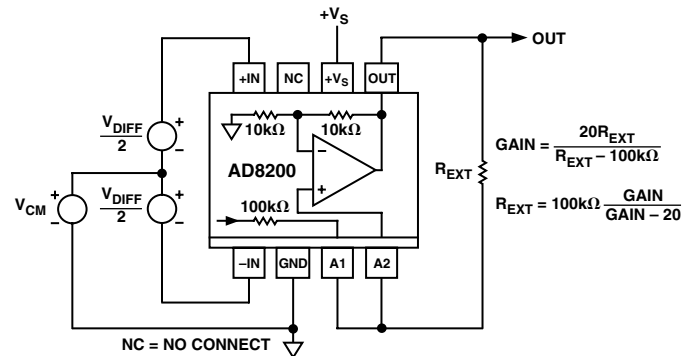 +VS
OUT
+IN
NC
+VS
OUT
10kΩ
10kΩ
VDIFF
2
AD8200
100kΩ
VCM
VDIFF
2
REXT
GAIN = 20REXT / REXT – 100kΩ
REXT = 100kΩ GAIN / GAIN – 20
–IN
GND
A1
A2
NC = NO CONNECT
+
–
+
–
+
–
–
+